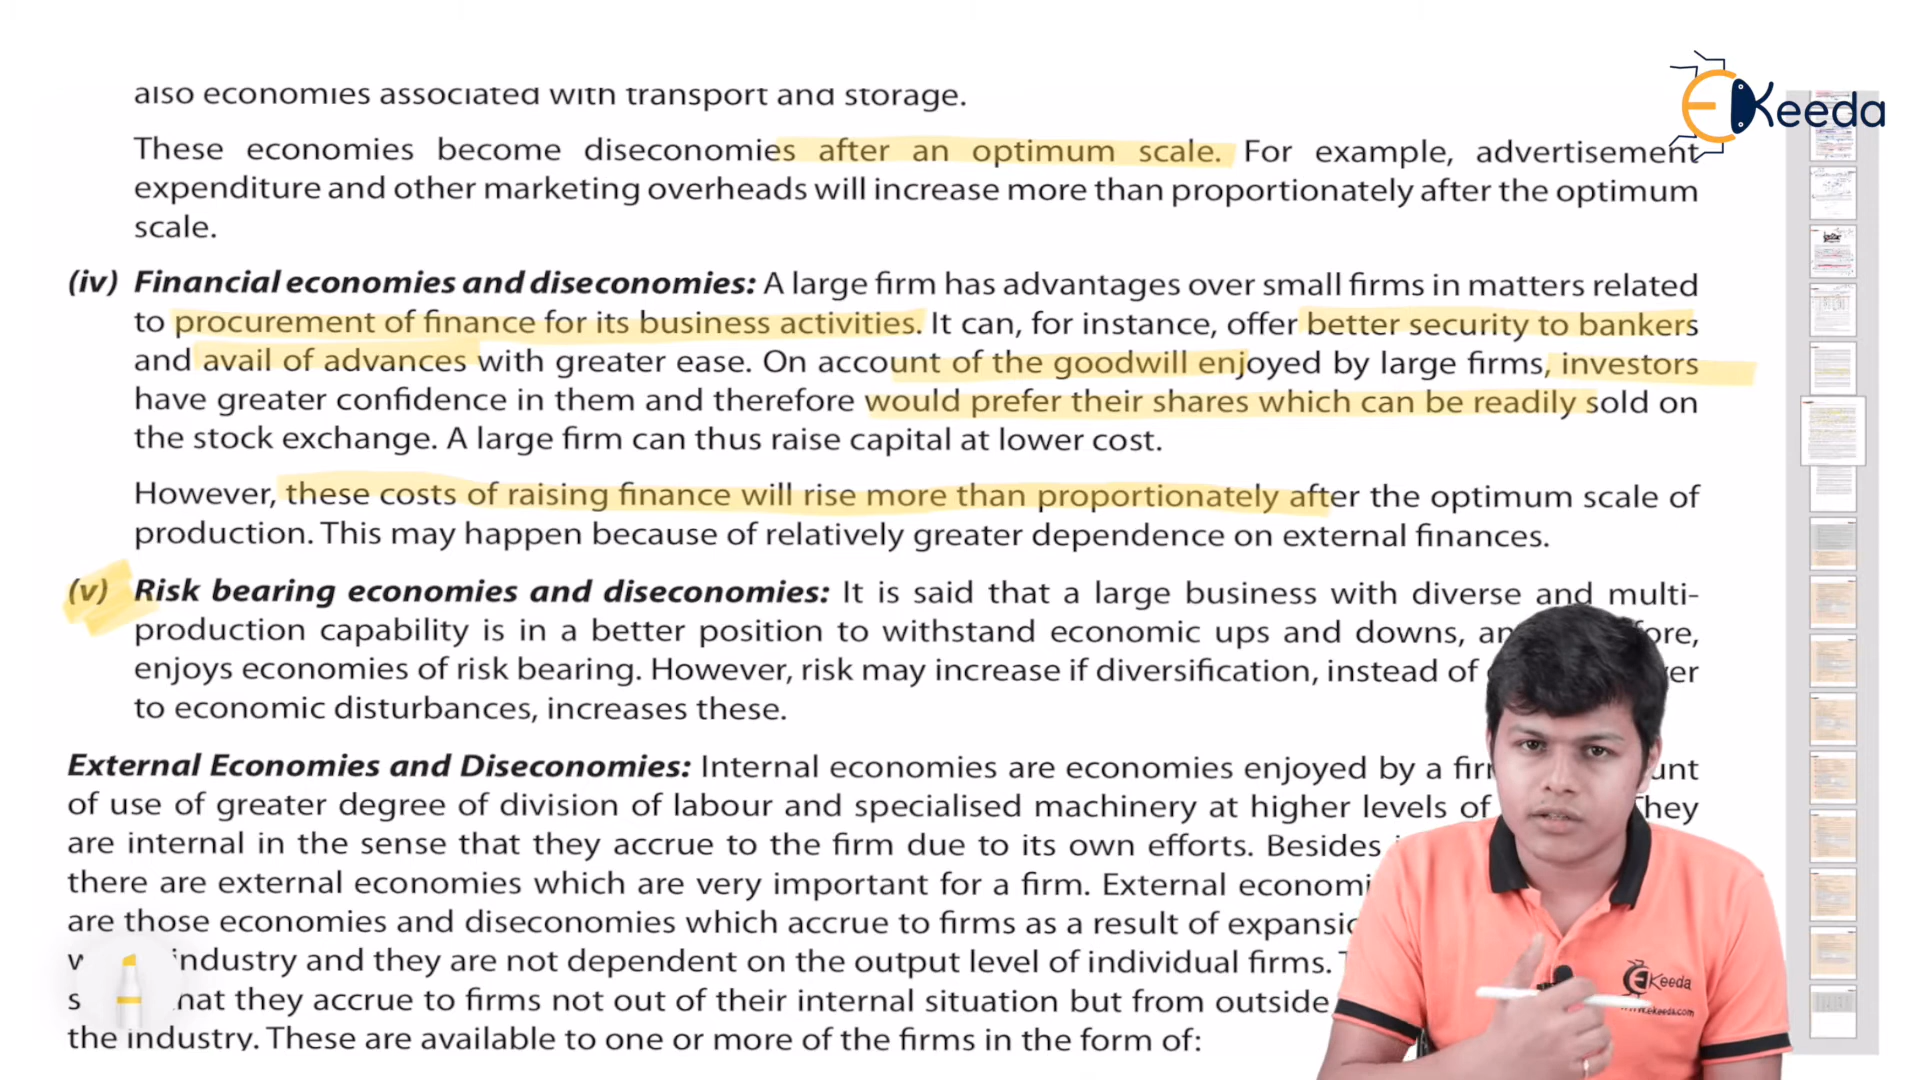 also economies associated with transport and storage.
EKeeda
These economies become diseconomies after an optimum scale. For example, advertisement
expenditure and other marketing overheads will increase more than proportionately after the optimum
scale.
(iv) Financial economies and diseconomies: A large firm has advantages over small firms in matters related
to procurement of finance for its business activities. It can, for instance, offer better security to bankers
and avail of advances with greater ease. On account of the goodwill enjoyed by large firms, investors
have greater confidence in them and therefore would prefer their shares which can be readily sold on
the stock exchange. A large firm can thus raise capital at lower cost.
However, these costs of raising finance will rise more than proportionately after the optimum scale of
production. This may happen because of relatively greater dependence on external finances.
(v) Risk bearing economies and diseconomies: It is said that a large business with diverse and multi-
production capability is in a better position to withstand economic ups and downs,
enjoys economies of risk bearing. However, risk may increase if diversification, instead of
to economic disturbances, increases these.
External Economies and Diseconomies: Internal economies are economies enjoyed by a
of use of greater degree of division of labour and specialised machinery at higher levels of They
are internal in the sense that they accrue to the firm due to its own efforts. Besides
there are external economies which are very important for a firm. External
are those economies and diseconomies which accrue to firms as a result of
industry and they are not dependent on the output level of individual firms.
that they accrue to firms not out of their internal situation but from outside
the industry. These are available to one or more of the firms in the form of:
EKeeda
www.ekeeda.com